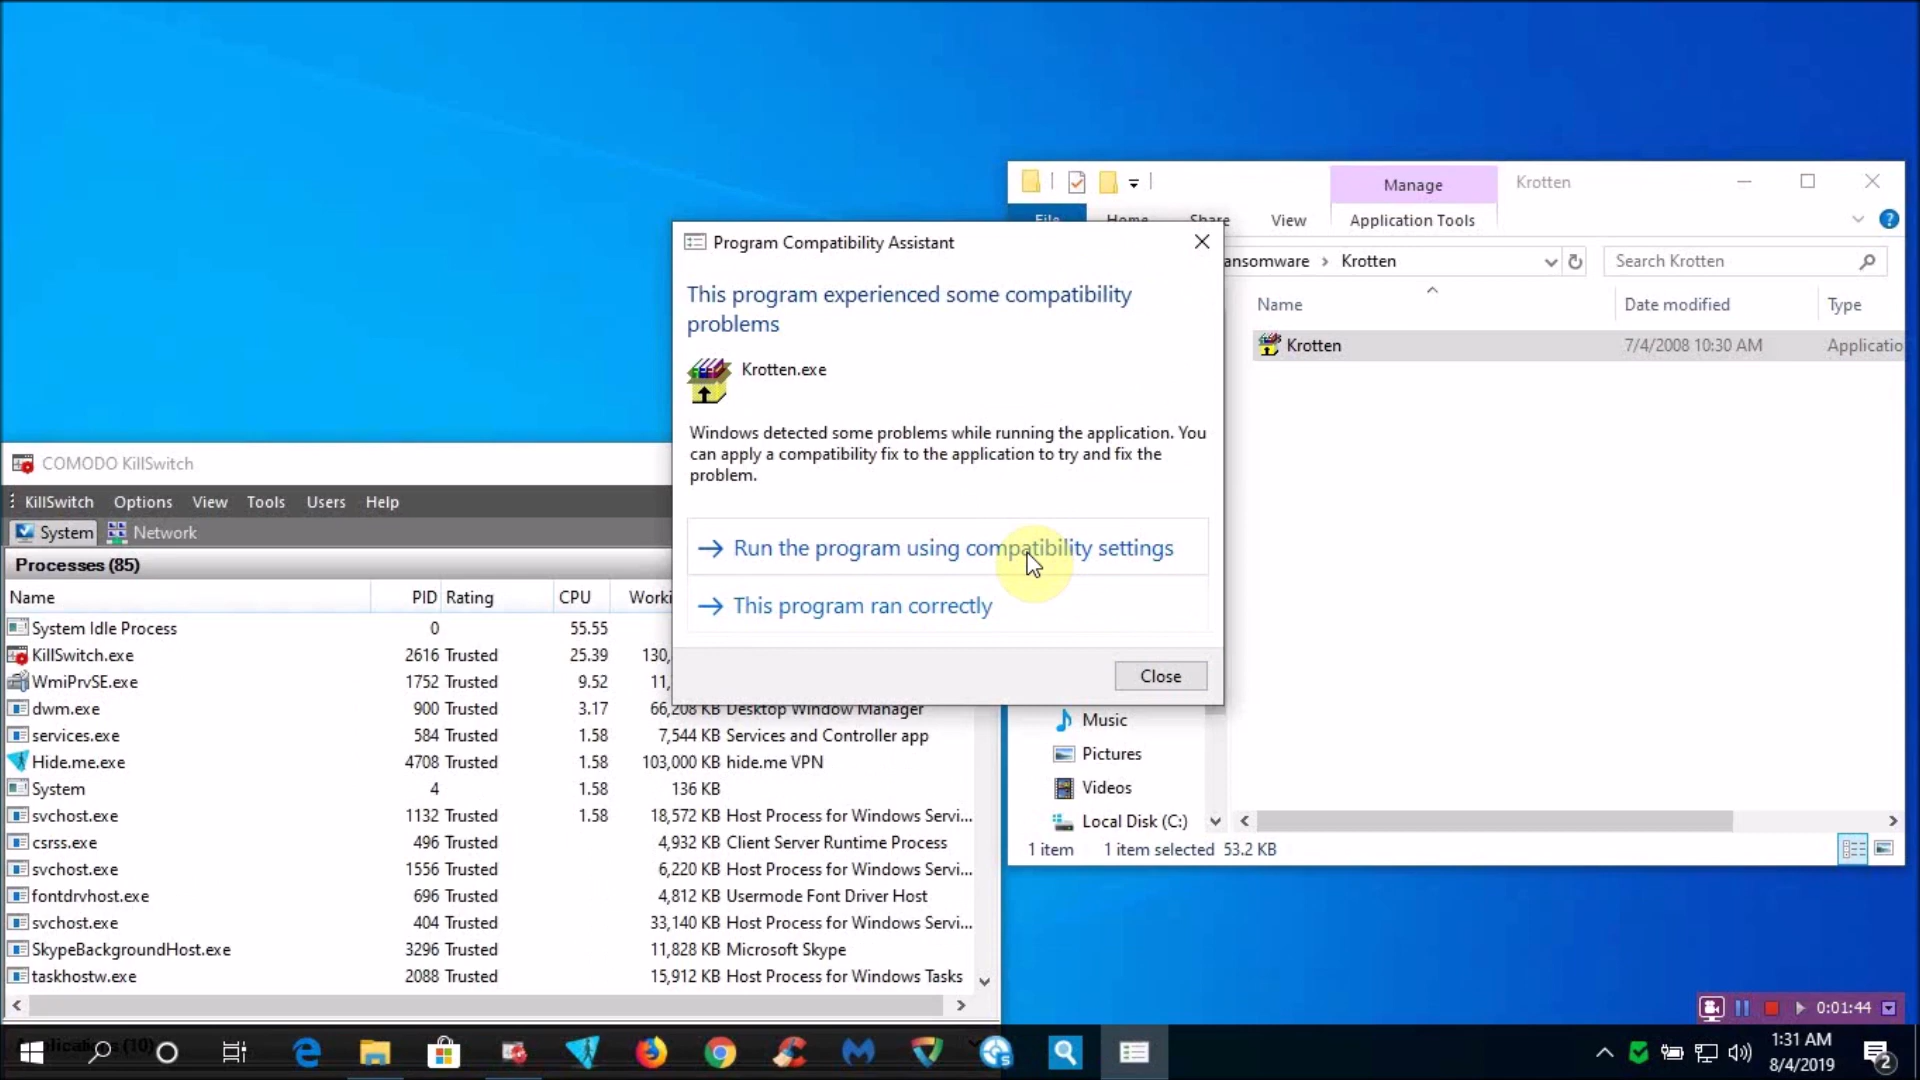 Manage
Krotten
File
Home
Share
View
Application Tools
ansomware
Krotten
Search Krotten
Name
Date modified
Type
Krotten
7/4/2008 10:30 AM
Applicatio
Program Compatibility Assistant
This program experienced some compatibility
problems
Krotten.exe
Windows detected some problems while running the application. You
can apply a compatibility fix to the application to try and fix the
problem.
Run the program using compatibility settings
This program ran correctly
Close
COMODO KillSwitch
KillSwitch Options View Tools Users Help
System Network
Processes (85)
Name PID Rating CPU Worki
System Idle Process 0 55.55
KillSwitch.exe 2616 Trusted 25.39 130,
WmiPrvSE.exe 1752 Trusted 9.52 11,
dwm.exe 900 Trusted 3.17 66,208 KB Desktop Window Manager
services.exe 584 Trusted 1.58 7,544 KB Services and Controller app
Hide.me.exe 4708 Trusted 1.58 103,000 KB hide.me VPN
System 4 1.58 136 KB
svchost.exe 1132 Trusted 1.58 18,572 KB Host Process for Windows Servi...
csrss.exe 496 Trusted 4,932 KB Client Server Runtime Process
svchost.exe 1556 Trusted 6,220 KB Host Process for Windows Servi...
fontdrvhost.exe 696 Trusted 4,812 KB Usermode Font Driver Host
svchost.exe 404 Trusted 33,140 KB Host Process for Windows Servi...
SkypeBackgroundHost.exe 3296 Trusted 11,828 KB Microsoft Skype
taskhostw.exe 2088 Trusted 15,912 KB Host Process for Windows Tasks
Music
Pictures
Videos
Local Disk (C:)
1 item 1 item selected 53.2 KB
0:01:44
1:31 AM
8/4/2019
2